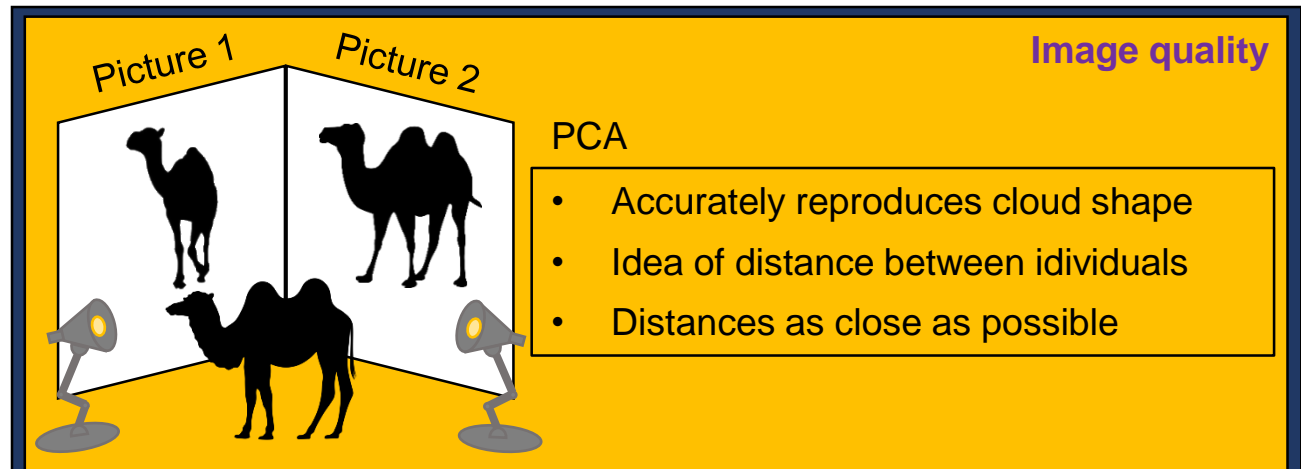 Image quality
Picture 1
Picture 2
PCA
• Accurately reproduces cloud shape
• Idea of distance between idividuals
• Distances as close as possible